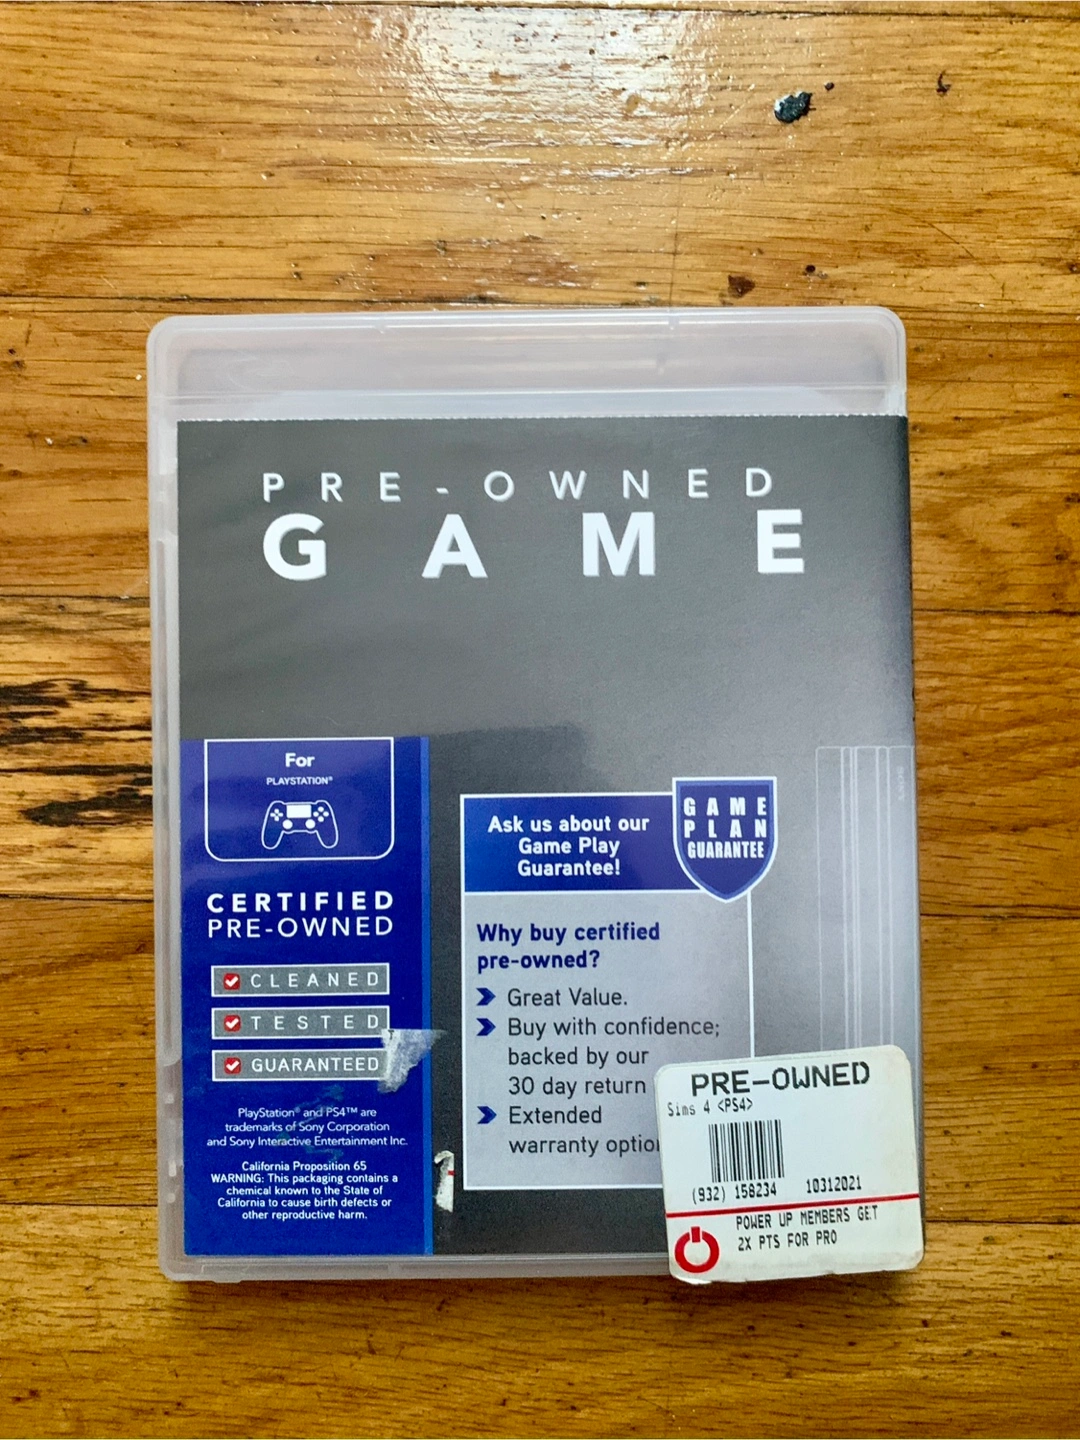 PRE-OWNED
GAME
For
PLAYSTATION®
CERTIFIED
PRE-OWNED
CLEANED
TESTED
GUARANTEED
PlayStation® and PS4™ are
trademarks of Sony Corporation
and Sony Interactive Entertainment Inc.
California Proposition 65
WARNING: This packaging contains a
chemical known to the State of
California to cause birth defects or
other reproductive harm.
Ask us about our
Game Play
Guarantee!
GAME
PLAN
GUARANTEE
Why buy certified
pre-owned?
Great Value.
Buy with confidence;
backed by our
30 day return
Extended
warranty optio
SONY
PRE-OWNED
Sims 4 <PS4>
(932) 158234 10312021
POWER UP MEMBERS GET
2X PTS FOR PRO